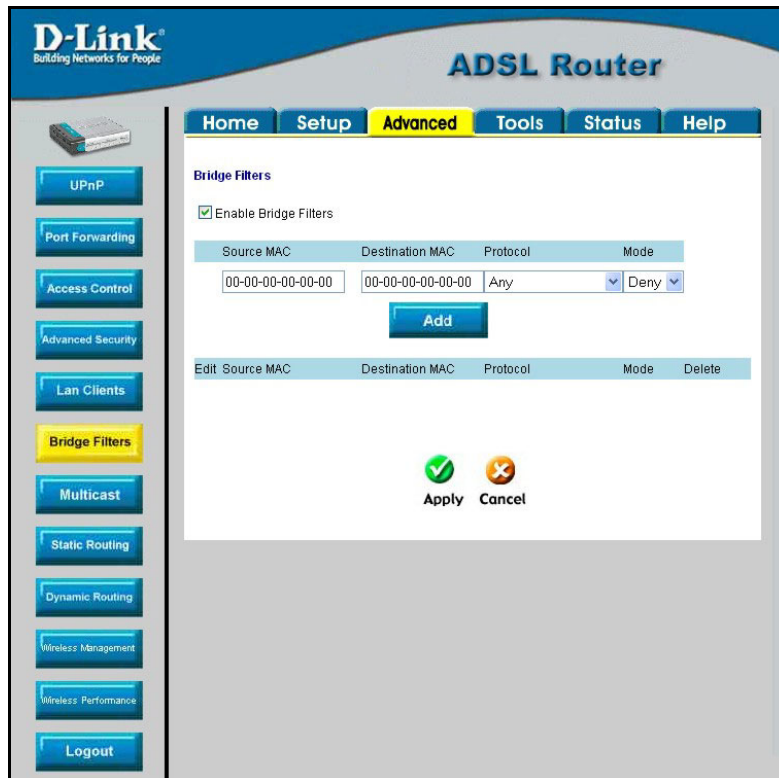 D-Link®
Building Networks for People
ADSL Router
Home Setup Advanced Tools Status Help
UPnP
Port Forwarding
Access Control
Advanced Security
Lan Clients
Bridge Filters
Multicast
Static Routing
Dynamic Routing
Wireless Management
Wireless Performance
Logout
Bridge Filters
Enable Bridge Filters
Source MAC Destination MAC Protocol Mode
00-00-00-00-00-00 00-00-00-00-00-00 Any Deny
Add
Edit Source MAC Destination MAC Protocol Mode Delete
Apply Cancel